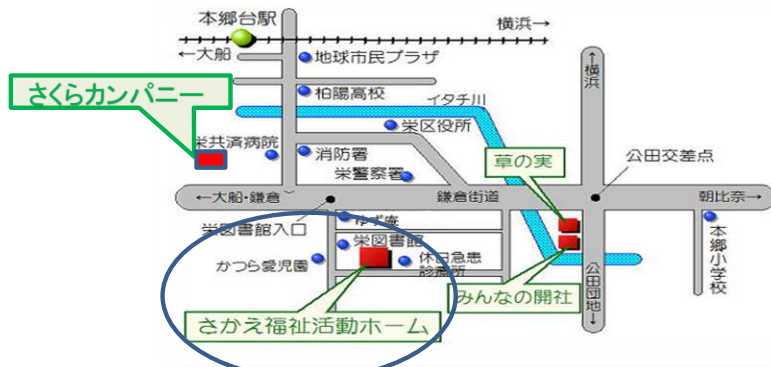 本郷台駅
横浜→
←大船
地球市民プラザ
さくらカンパニー
柏陽高校
イタチ川
栄区役所
←横浜
栄共済病院
消防署
栄警察署
草の実
公田交差点
←大船・鎌倉
鎌倉街道
朝比奈→
栄図書館入口
ゆず庵
栄図書館
かつら愛児園
休日急患
診療所
本郷小学校
みんなの開社
公田団地→
さかえ福祉活動ホーム